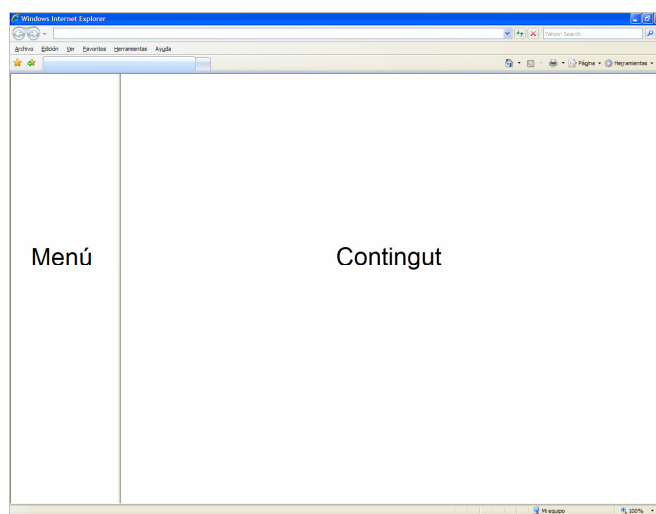 Windows Internet Explorer
Yahoo! Search
Archivo Edición Ver Favoritos Herramientas Ayuda
Página Herramientas
Menú Contingut
Mi equipo 100%